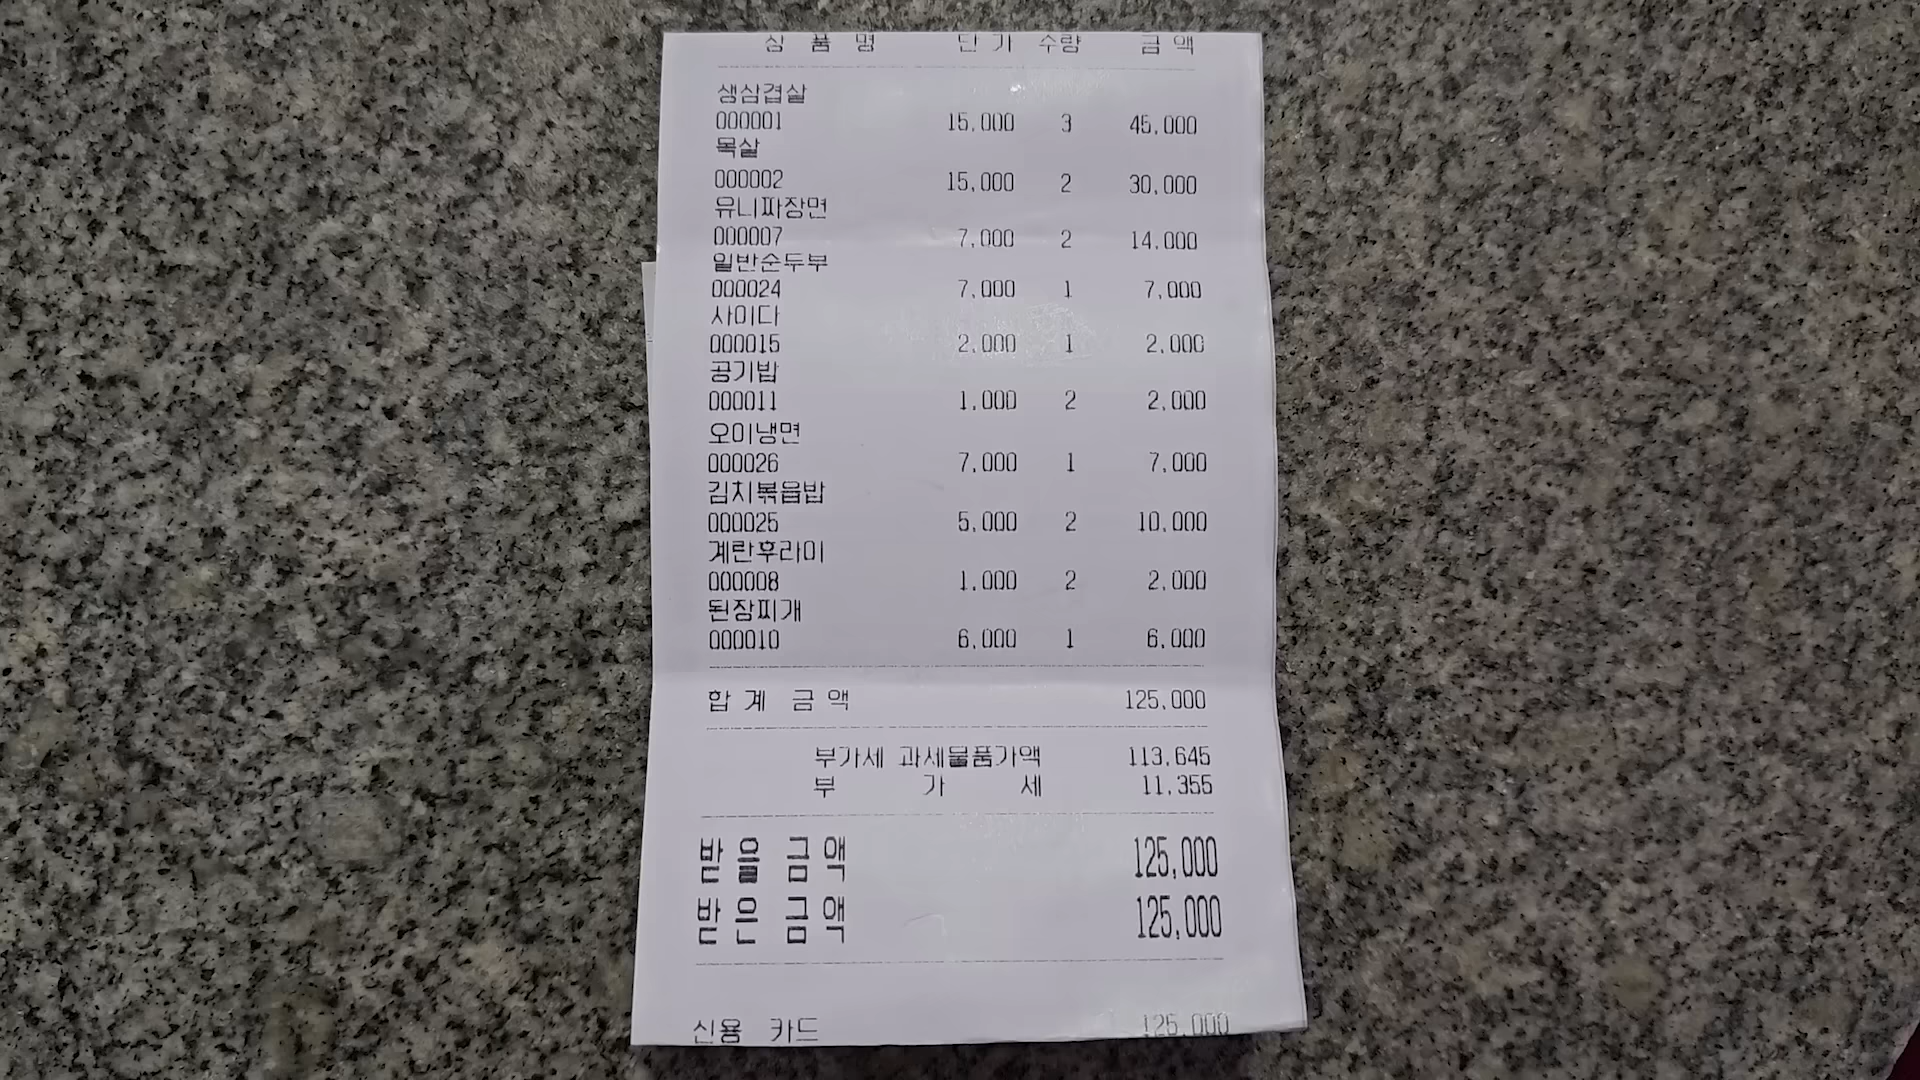 상 품 명 단 가 수량 금 액
생삼겹살
000001 15,000 3 45,000
목살
000002 15,000 2 30,000
유니짜장면
000007 7,000 2 14,000
일반순두부
000024 7,000 1 7,000
사이다
000015 2,000 1 2,000
공기밥
000011 1,000 2 2,000
오이냉면
000026 7,000 1 7,000
김치볶음밥
000025 5,000 2 10,000
계란후라이
000008 1,000 2 2,000
된장찌개
000010 6,000 1 6,000
합 계 금 액 125,000
부가세 과세물품가액 113,645
부 가 세 11,355
받 을 금 액 125,000
받 은 금 액 125,000
신용 카드 125,000